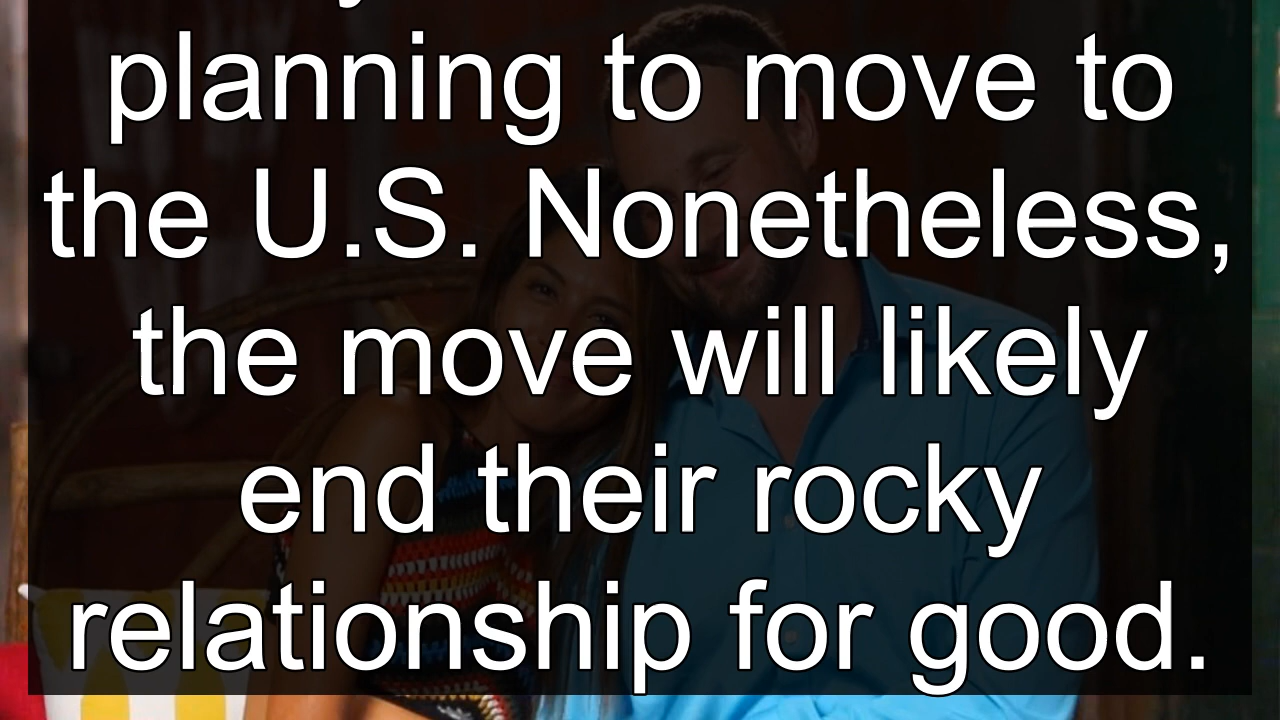 planning to move to
the U.S. Nonetheless,
the move will likely
end their rocky
relationship for good.